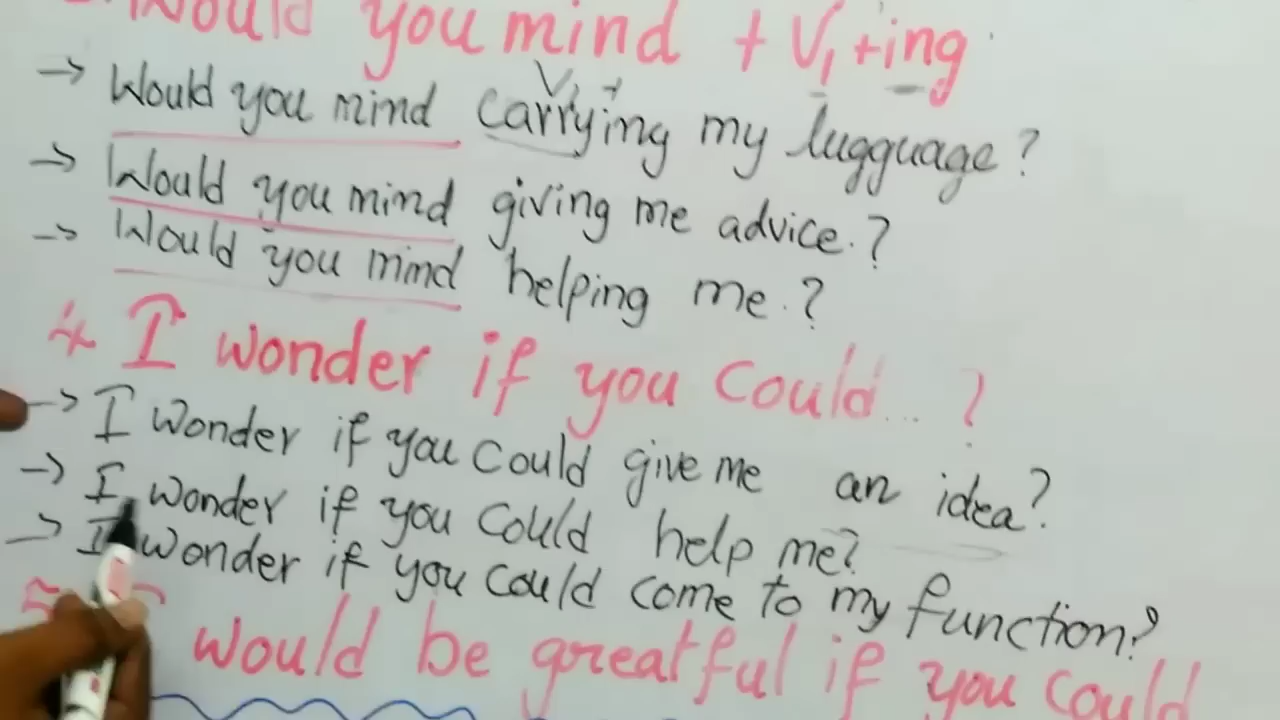 Would you mind + V1 +ing
V1 +
→ Would you mind carrying my lugguage?
→ Would you mind giving me advice.?
→ Would you mind helping me.?
* I wonder if you could... ?
→ I wonder if you could give me an idea?
→ I wonder if you could help me?
→ I wonder if you could come to my function?
would be greatful if you could